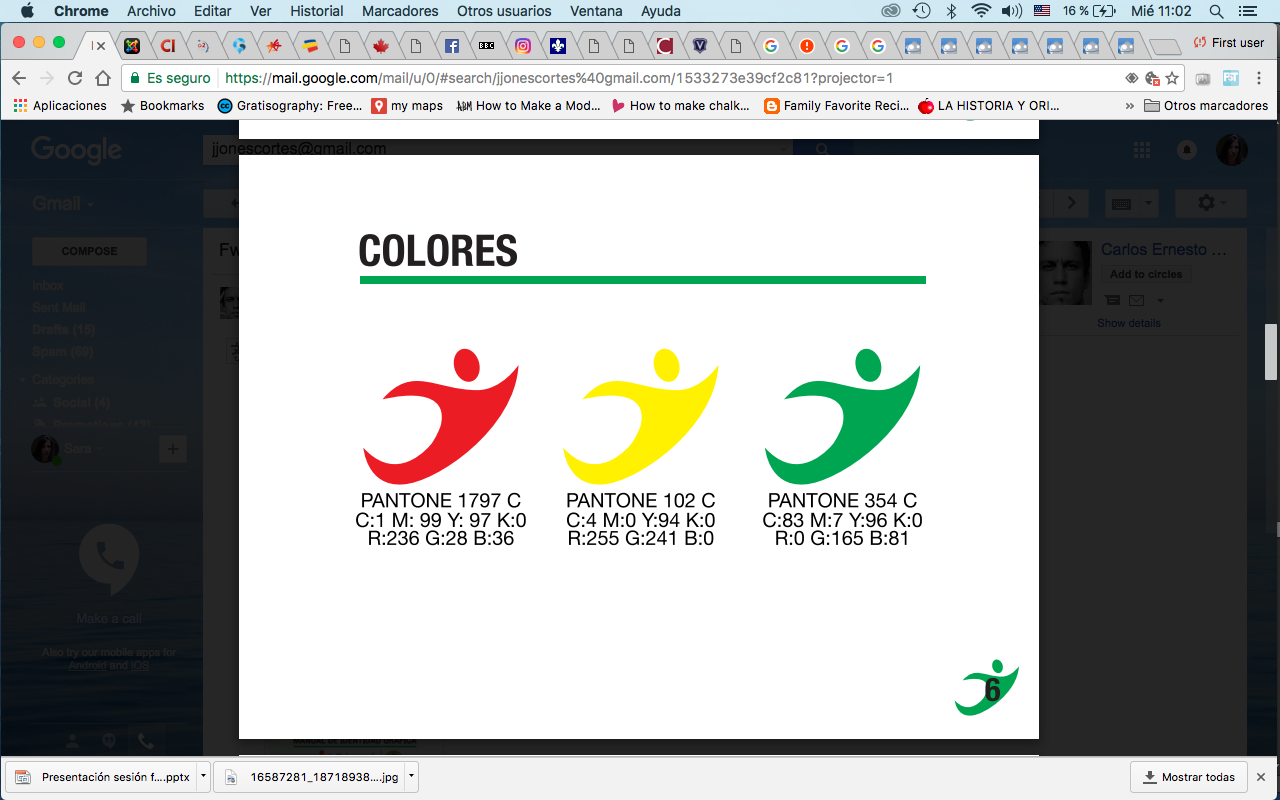 Chrome Archivo Editar Ver Historial Marcadores Otros usuarios Ventana Ayuda 16 % Mié 11:02
First user
Es seguro https://mail.google.com/mail/u/0/#search/jjonescortes%40gmail.com/1533273e39cf2c81?projector=1
Aplicaciones Bookmarks Gratisography: Free... my maps How to Make a Mod... How to make chalk... Family Favorite Reci... LA HISTORIA Y ORI... » Otros marcadores
Google jjonescortes@gmail.com
Gmail
COMPOSE
Inbox
Sent Mail
Drafts (15)
Categories
Social (4)
Sara
Make a call
Also try our mobile apps for
Android and iOS
Fw
Carlos Ernesto ...
Add to circles
Show details
COLORES
PANTONE 1797 C
C:1 M: 99 Y: 97 K:0
R:236 G:28 B:36
PANTONE 102 C
C:4 M:0 Y:94 K:0
R:255 G:241 B:0
PANTONE 354 C
C:83 M:7 Y:96 K:0
R:0 G:165 B:81
6
Presentación sesión f....pptx 16587281_18718938....jpg Mostrar todas